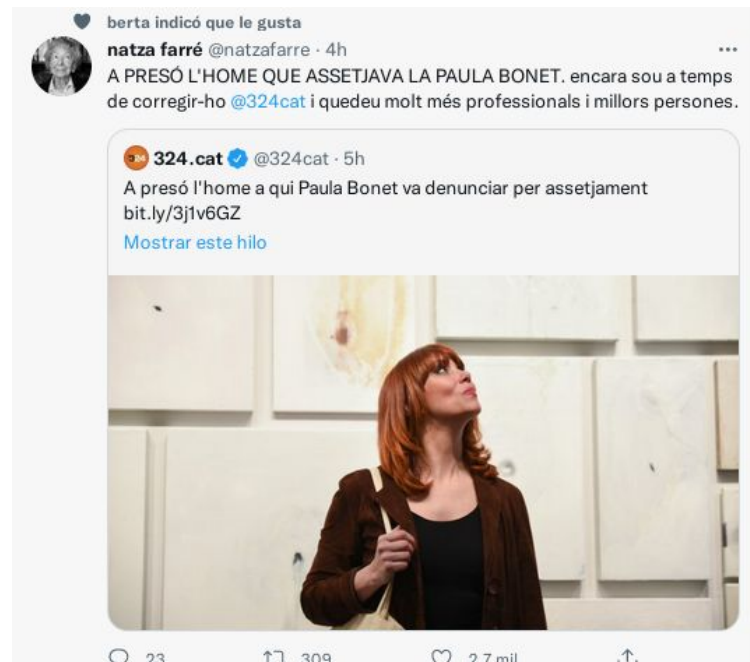 berta indicó que le gusta
natza farré @natzafarre · 4h
A PRESÓ L'HOME QUE ASSETJAVA LA PAULA BONET. encara sou a temps
de corregir-ho @324cat i quedeu molt més professionals i millors persones.
324.cat @324cat · 5h
A presó l'home a qui Paula Bonet va denunciar per assetjament
bit.ly/3j1v6GZ
Mostrar este hilo
23 309 2,7 mil